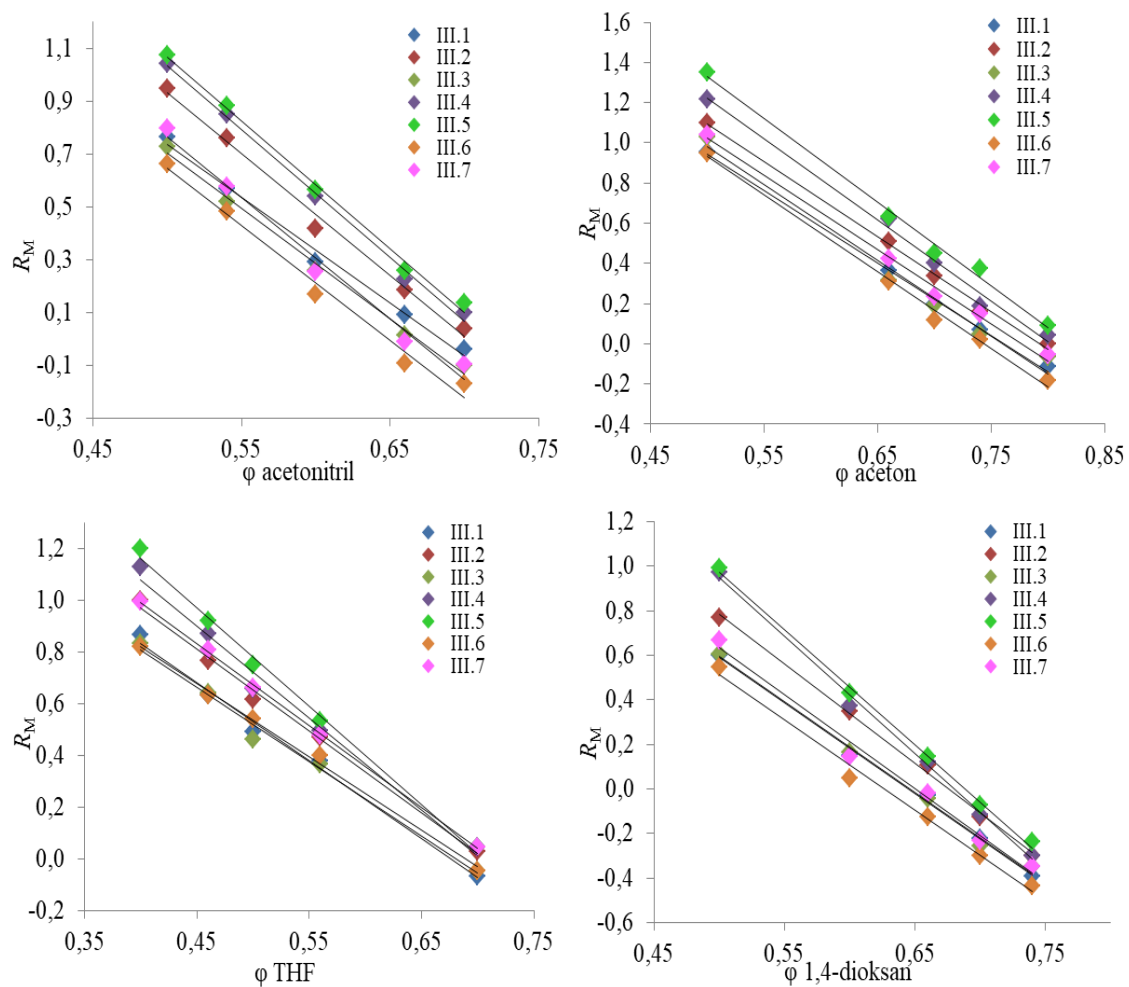 1,1
0,9
0,7
0,5
0,3
0,1
-0,1
-0,3
R_M
0,45
0,55
0,65
0,75
φ acetonitril
III.1
III.2
III.3
III.4
III.5
III.6
III.7
1,6
1,4
1,2
1,0
0,8
0,6
0,4
0,2
0,0
-0,2
-0,4
R_M
0,45
0,55
0,65
0,75
0,85
φ aceton
III.1
III.2
III.3
III.4
III.5
III.6
III.7
1,2
1,0
0,8
0,6
0,4
0,2
0,0
-0,2
R_M
0,35
0,45
0,55
0,65
0,75
φ THF
III.1
III.2
III.3
III.4
III.5
III.6
III.7
1,2
1,0
0,8
0,6
0,4
0,2
0,0
-0,2
-0,4
-0,6
R_M
0,45
0,55
0,65
0,75
φ 1,4-dioksan
III.1
III.2
III.3
III.4
III.5
III.6
III.7